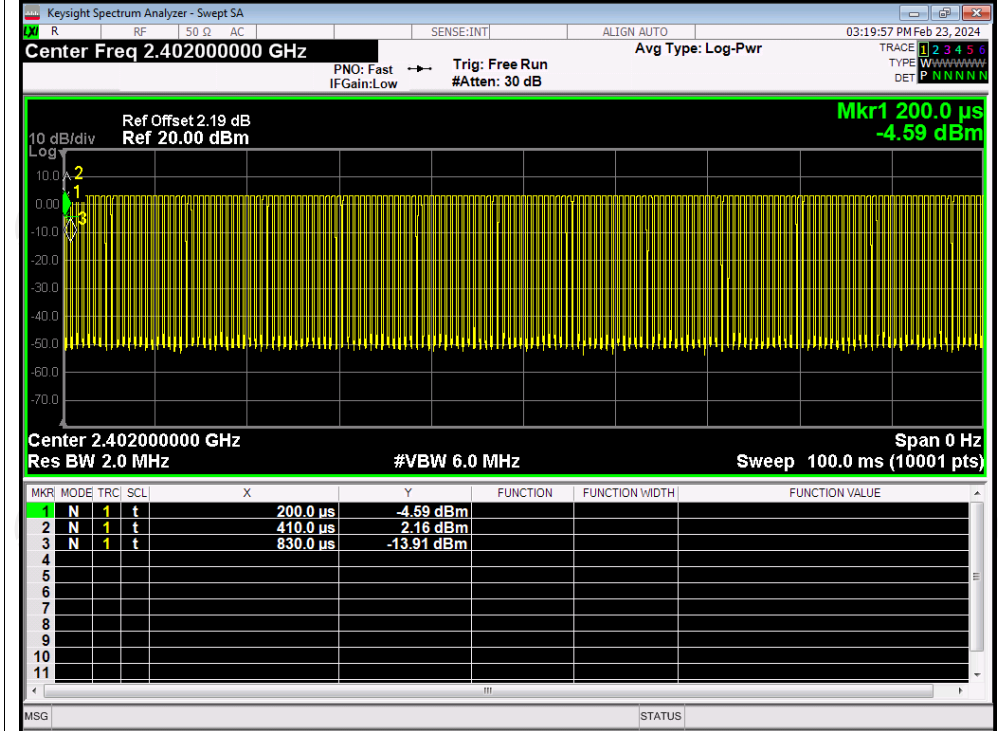 Keysight Spectrum Analyzer - Swept SA
LXI R RF 50 Ω AC SENSE:INT ALIGN AUTO 03:19:57 PM Feb 23, 2024
Center Freq 2.402000000 GHz Avg Type: Log-Pwr TRACE 1 2 3 4 5 6
PNO: Fast Trig: Free Run TYPE WWWWWW
IFGain:Low #Atten: 30 dB DET P N N N N N
Mkr1 200.0 µs
Ref Offset 2.19 dB
10 dB/div Ref 20.00 dBm -4.59 dBm
Log
10.0
0.00
-10.0
-20.0
-30.0
-40.0
-50.0
-60.0
-70.0
2
1
3
Center 2.402000000 GHz Span 0 Hz
Res BW 2.0 MHz #VBW 6.0 MHz Sweep 100.0 ms (10001 pts)
MKR MODE TRC SCL X Y FUNCTION FUNCTION WIDTH FUNCTION VALUE
1 N 1 t 200.0 µs -4.59 dBm
2 N 1 t 410.0 µs 2.16 dBm
3 N 1 t 830.0 µs -13.91 dBm
4
5
6
7
8
9
10
11
MSG STATUS